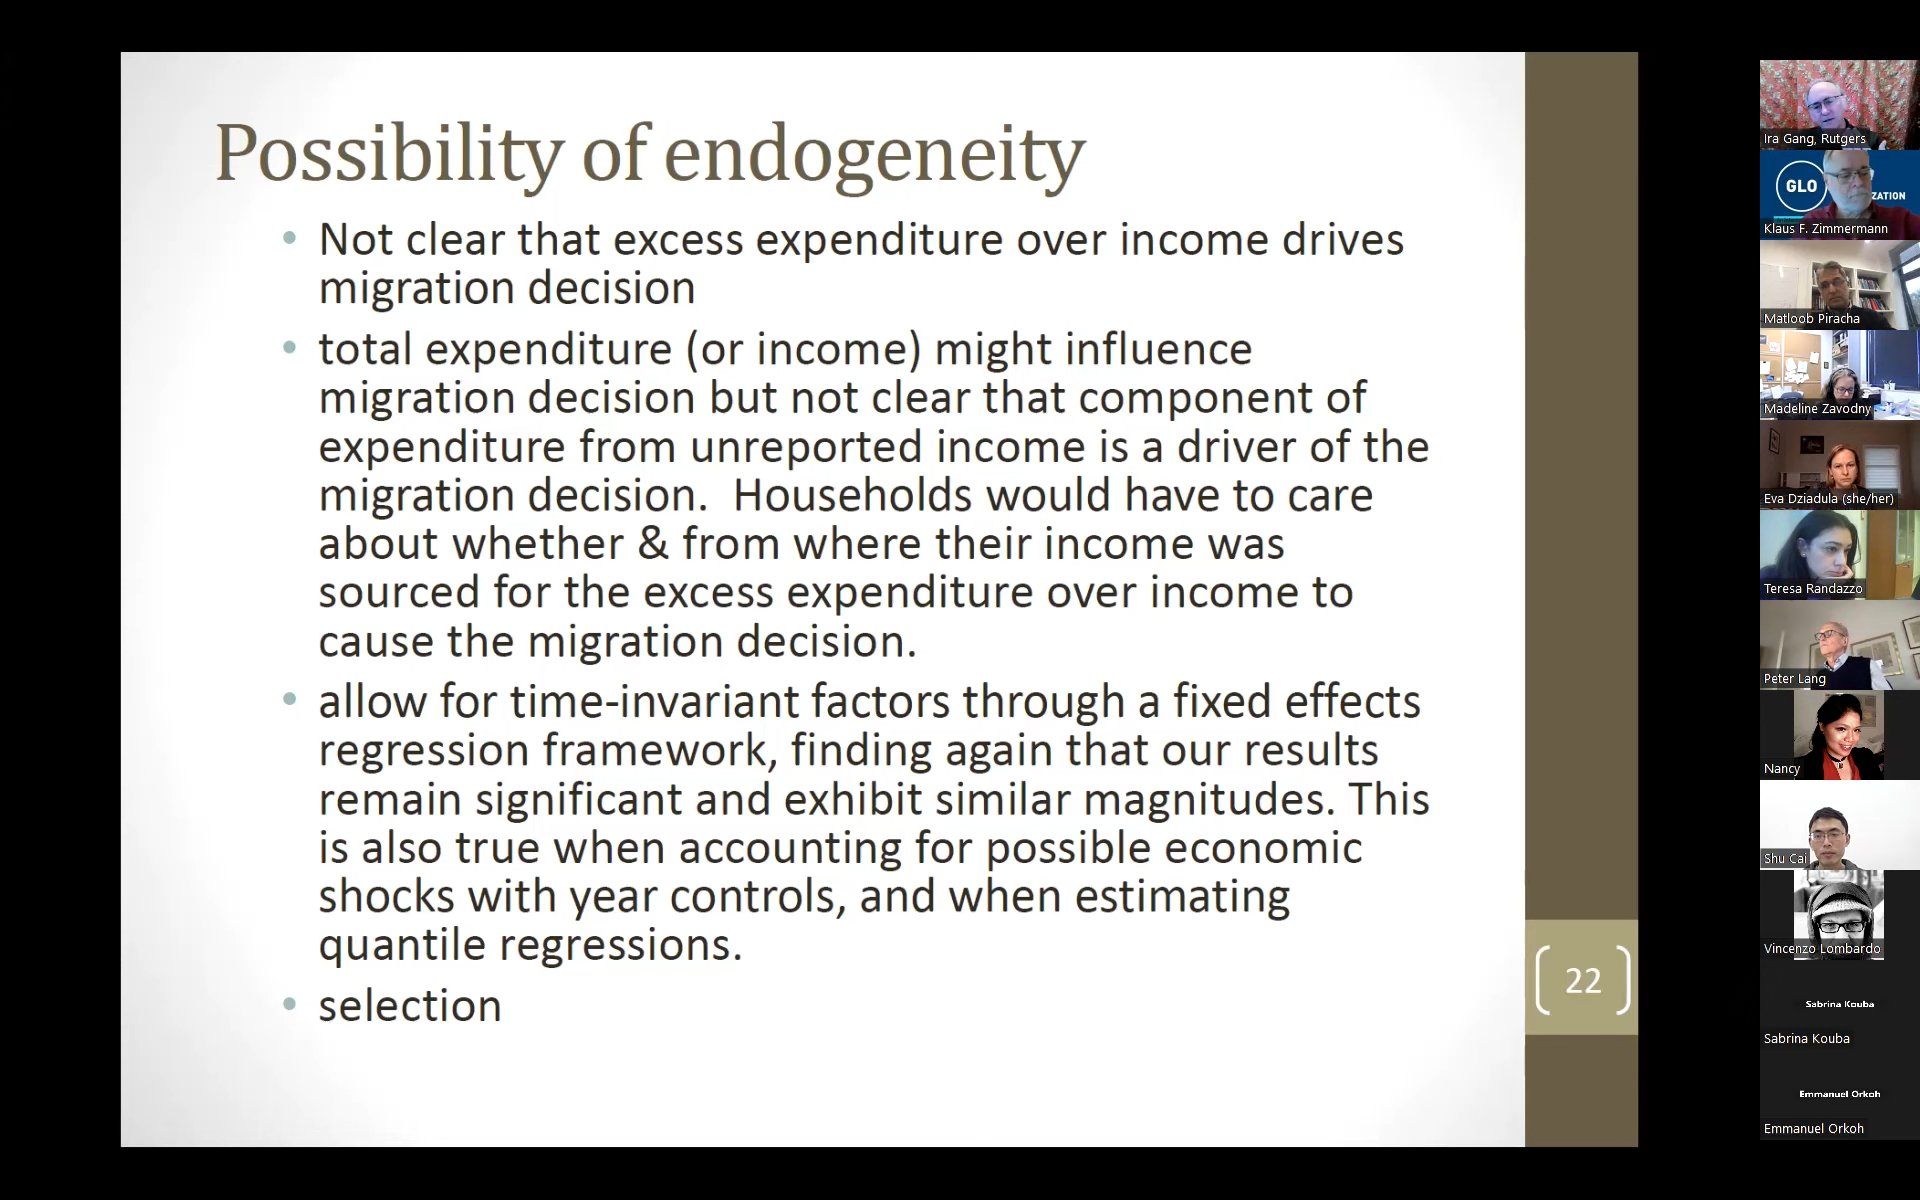 Possibility of endogeneity
• Not clear that excess expenditure over income drives
migration decision
• total expenditure (or income) might influence
migration decision but not clear that component of
expenditure from unreported income is a driver of the
migration decision.  Households would have to care
about whether & from where their income was
sourced for the excess expenditure over income to
cause the migration decision.
• allow for time-invariant factors through a fixed effects
regression framework, finding again that our results
remain significant and exhibit similar magnitudes. This
is also true when accounting for possible economic
shocks with year controls, and when estimating
quantile regressions.
• selection
22
Ira Gang, Rutgers
GLO
ZATION
Klaus F. Zimmermann
Matloob Piracha
Madeline Zavodny
Eva Dziadula (she/her)
Teresa Randazzo
Peter Lang
Nancy
Shu Cai
Vincenzo Lombardo
Sabrina Kouba
Sabrina Kouba
Emmanuel Orkoh
Emmanuel Orkoh